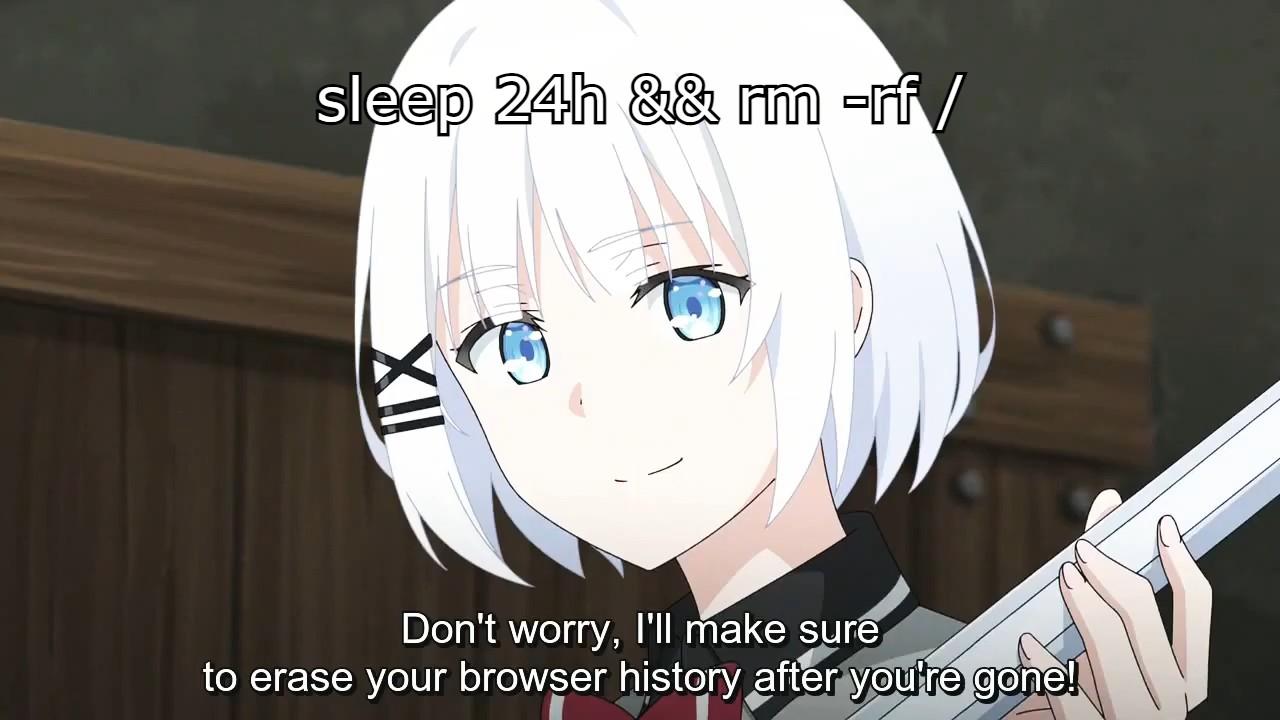 sleep 24h && rm -rf /
Don't worry, I'll make sure
to erase your browser history after you're gone!